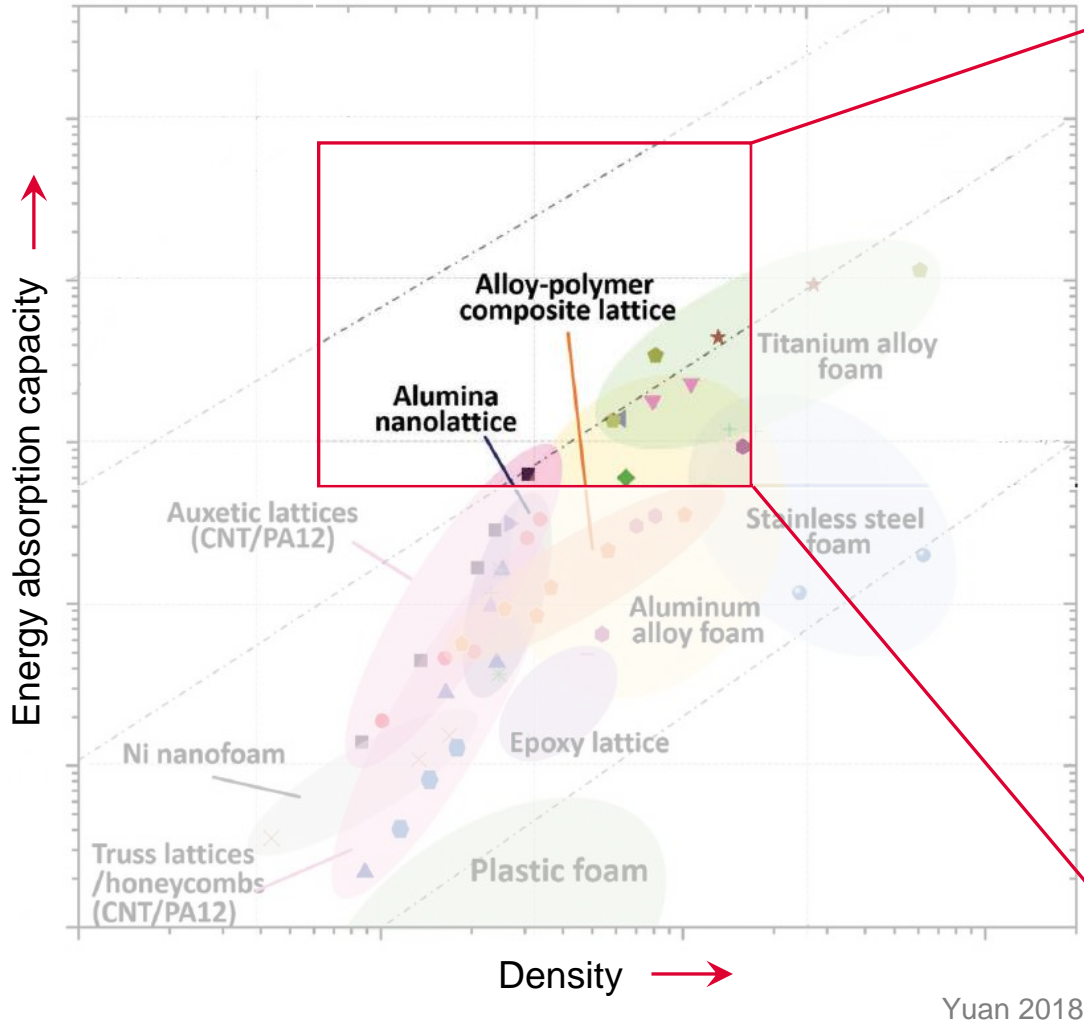 Energy absorption capacity
Alloy-polymer
composite lattice
Titanium alloy
foam
Alumina
nanolattice
Auxetic lattices
(CNT/PA12)
Stainless steel
foam
Aluminum
alloy foam
Epoxy lattice
Ni nanofoam
Truss lattices
/honeycombs
(CNT/PA12)
Plastic foam
Density
Yuan 2018